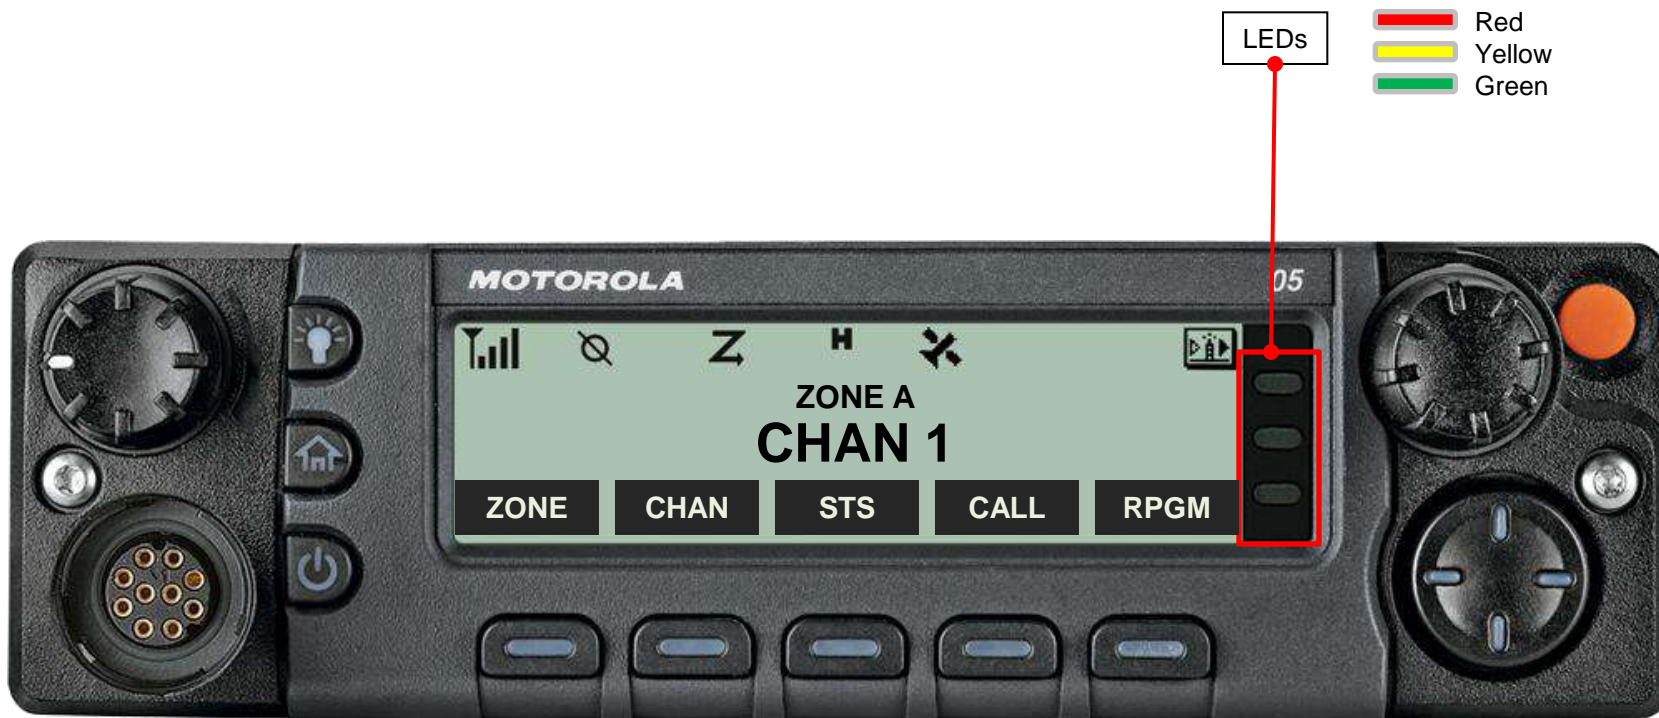 LEDs
Red
Yellow
Green
MOTOROLA
05
H
ZONE A
CHAN 1
ZONE
CHAN
STS
CALL
RPGM